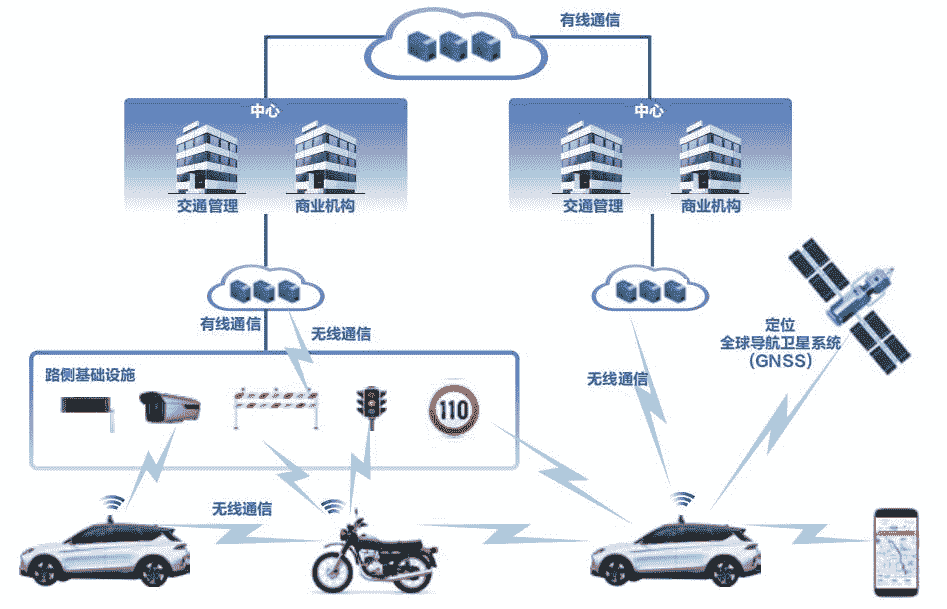 有线通信
中心
中心
交通管理
商业机构
交通管理
商业机构
有线通信
无线通信
定位
全球导航卫星系统
(GNSS)
路侧基础设施
无线通信
110
无线通信